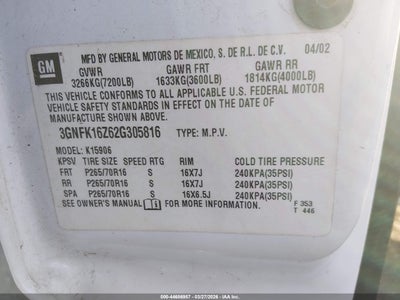 GM
MFD BY GENERAL MOTORS DE MEXICO, S. DE R.L. DE C.V. 04/02
GVWR GAWR FRT GAWR RR
3266KG(7200LB) 1633KG(3600LB) 1814KG(4000LB)
THIS VEHICLE CONFORMS TO ALL APPLICABLE U.S. FEDERAL MOTOR
VEHICLE SAFETY STANDARDS IN EFFECT ON THE DATE OF
MANUFACTURE SHOWN ABOVE.
3GNFK16Z62G305816 TYPE: M.P.V.
MODEL: K15906
KPSV TIRE SIZE SPEED RTG RIM COLD TIRE PRESSURE
FRT P265/70R16 S 16X7J 240KPA(35PSI)
RR P265/70R16 S 16X7J 240KPA(35PSI)
SPA P265/70R16 S 16X6.5J 240KPA(35PSI)
SEE OWNER'S MANUAL FOR MORE INFORMATION.
F 353
T 445